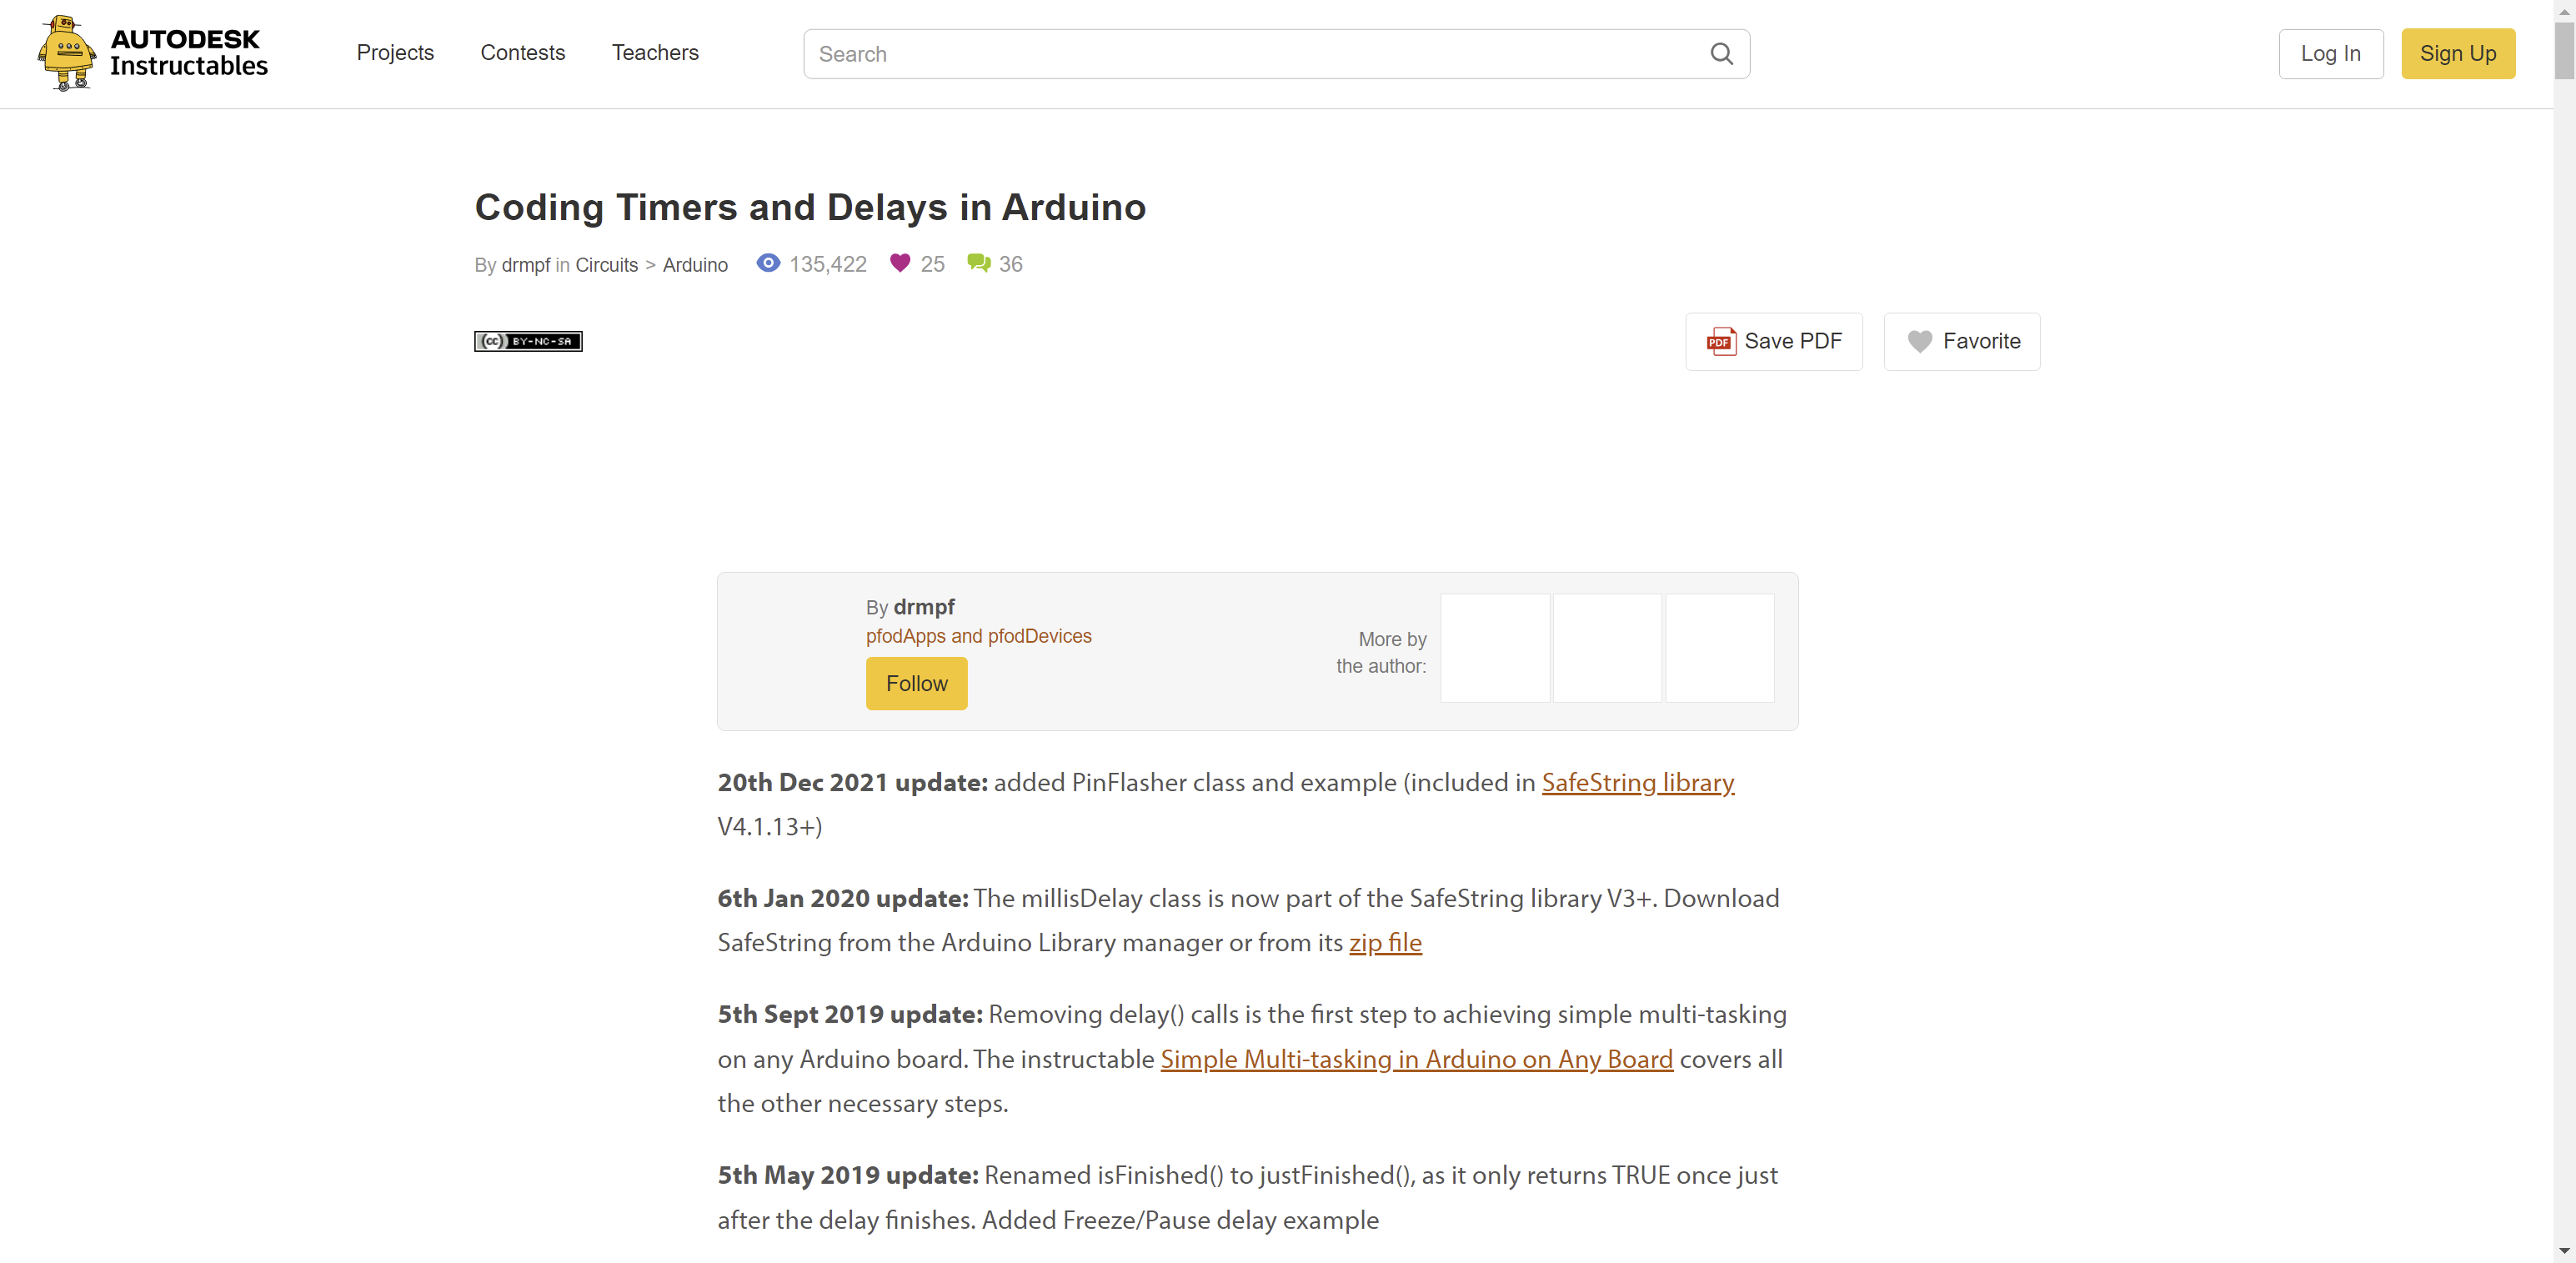 AUTODESK
Instructables
Projects Contests Teachers
Search
Log In
Sign Up
Coding Timers and Delays in Arduino
By drmpf in Circuits > Arduino 135,422 25 36
(cc) BY-NC-SA
PDF Save PDF
Favorite
By drmpf
pfodApps and pfodDevices
Follow
More by
the author:
20th Dec 2021 update: added PinFlasher class and example (included in SafeString library
V4.1.13+)
6th Jan 2020 update: The millisDelay class is now part of the SafeString library V3+. Download
SafeString from the Arduino Library manager or from its zip file
5th Sept 2019 update: Removing delay() calls is the first step to achieving simple multi-tasking
on any Arduino board. The instructable Simple Multi-tasking in Arduino on Any Board covers all
the other necessary steps.
5th May 2019 update: Renamed isFinished() to justFinished(), as it only returns TRUE once just
after the delay finishes. Added Freeze/Pause delay example